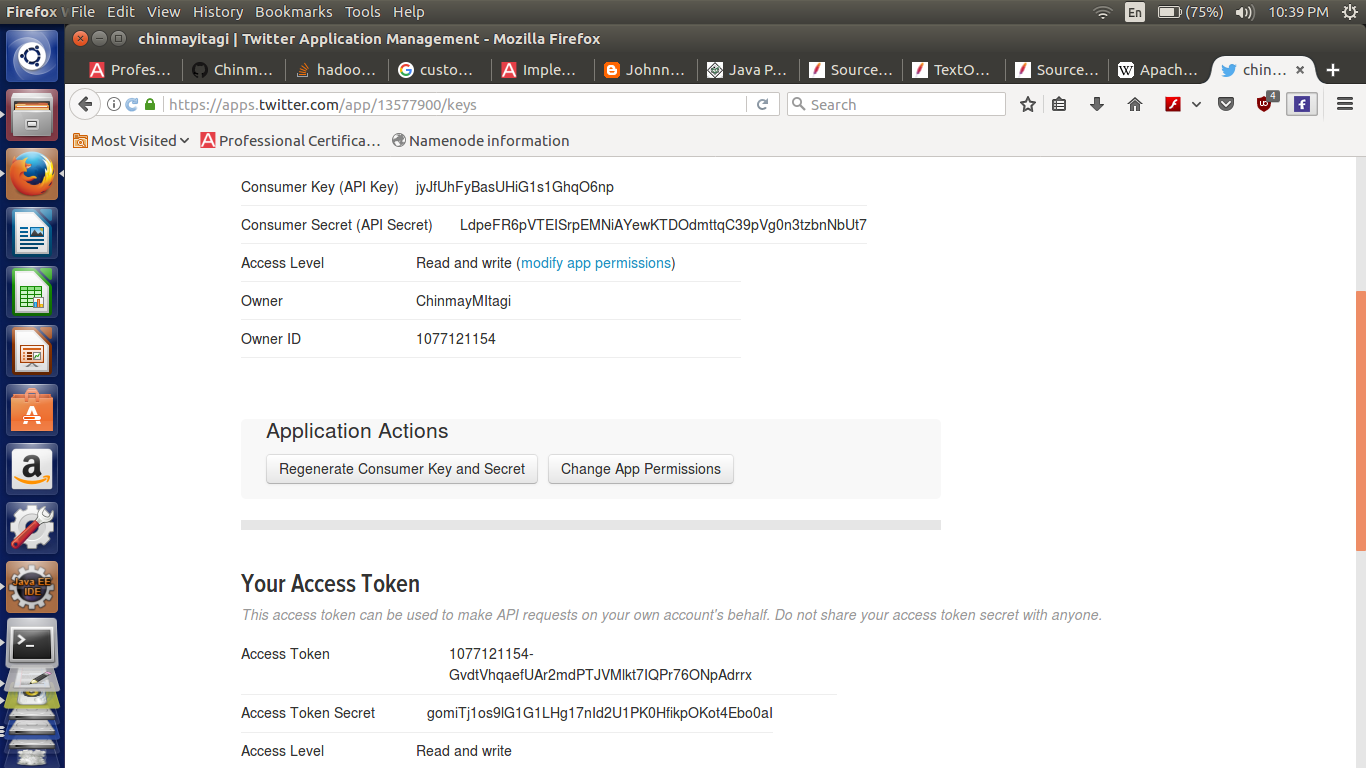 Firefox File Edit View History Bookmarks Tools Help En (75%) 10:39 PM
chinmayitagi | Twitter Application Management - Mozilla Firefox
Profes... Chinm... hadoo... custo... Imple... Johnn... Java P... Source... TextO... Source... Apach... chin...
https://apps.twitter.com/app/13577900/keys Search 4
Most Visited Professional Certifica... Namenode information
Consumer Key (API Key) jyJfUhFyBasUHiG1s1GhqO6np
Consumer Secret (API Secret)
Access Level Read and write (modify app permissions)
Owner ChinmayMItagi
Owner ID 1077121154
Application Actions
Regenerate Consumer Key and Secret Change App Permissions
Your Access Token
This access token can be used to make API requests on your own account's behalf. Do not share your access token secret with anyone.
Access Token 1077121154-
Access Token Secret
Access Level Read and write
Java EE
IDE